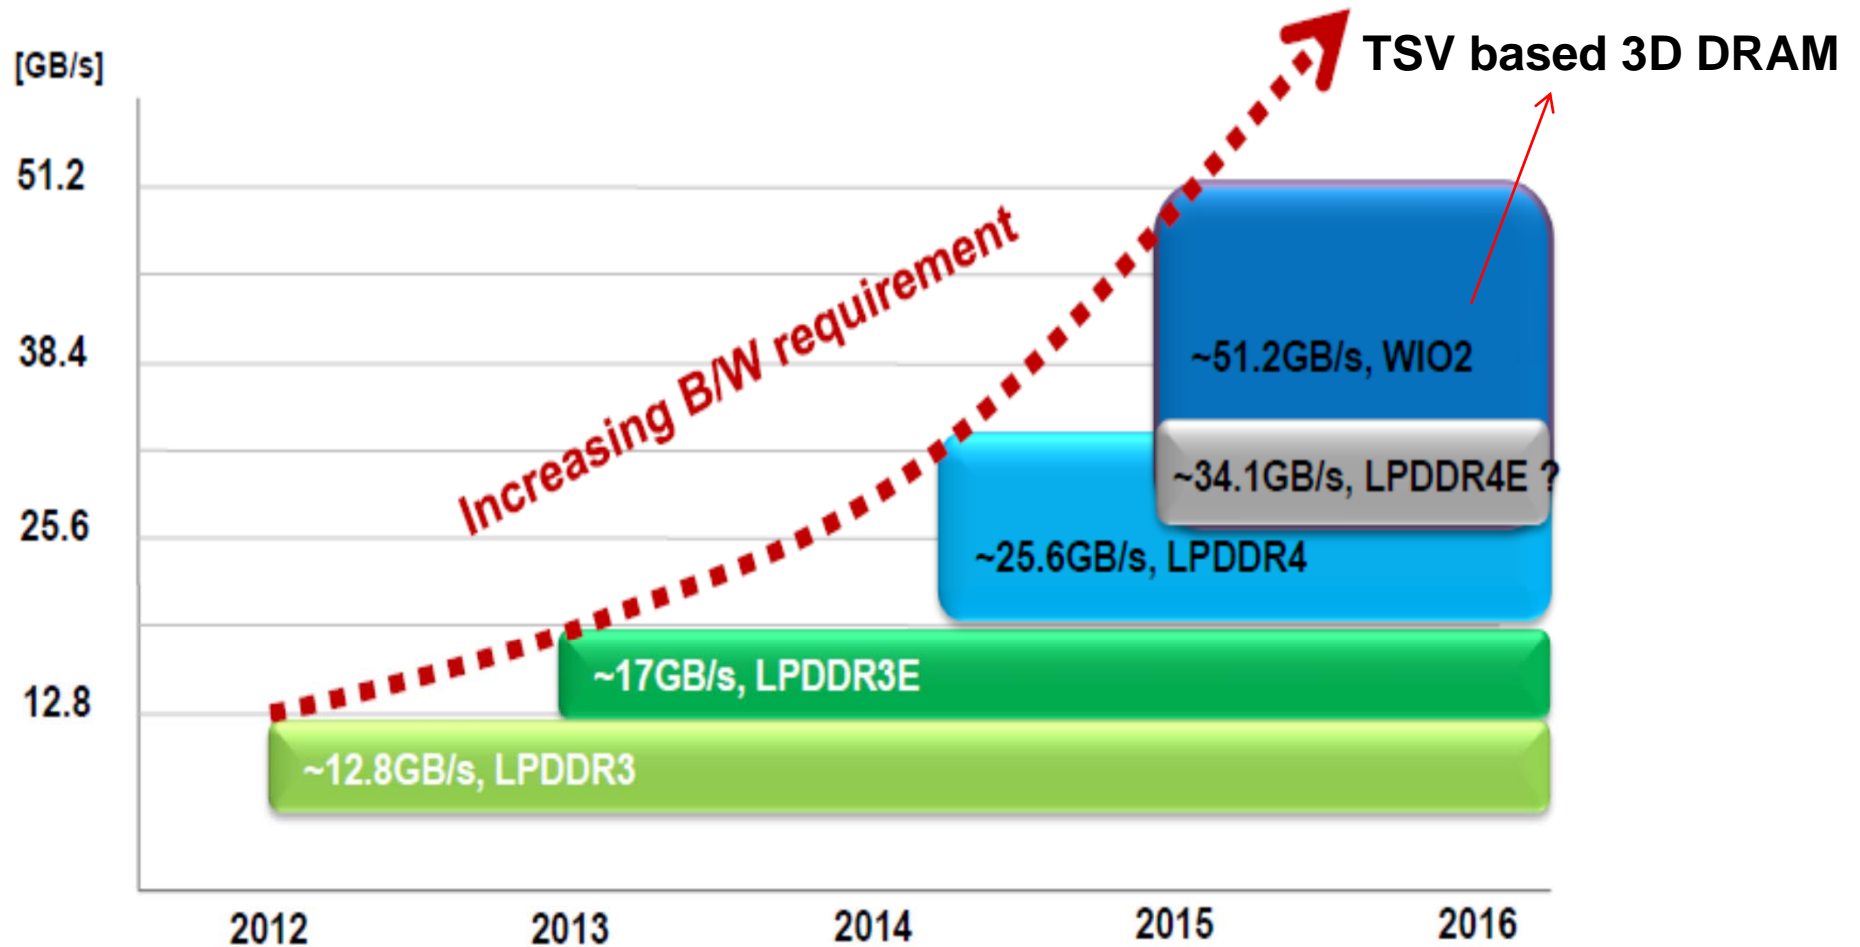 [GB/s]
TSV based 3D DRAM
51.2
38.4
25.6
12.8
Increasing B/W requirement
~51.2GB/s, WIO2
~34.1GB/s, LPDDR4E ?
~25.6GB/s, LPDDR4
~17GB/s, LPDDR3E
~12.8GB/s, LPDDR3
2012
2013
2014
2015
2016